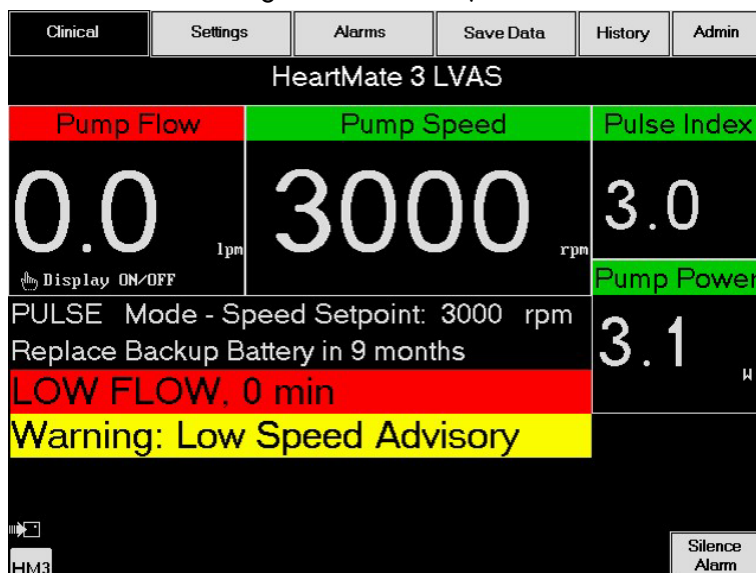 Clinical Settings Alarms Save Data History Admin
HeartMate 3 LVAS
Pump Flow Pump Speed Pulse Index
0.0 lpm 3000 rpm 3.0
Display ON/OFF
Pump Power
PULSE Mode - Speed Setpoint: 3000 rpm
3.1 W
Replace Backup Battery in 9 months
LOW FLOW, 0 min
Warning: Low Speed Advisory
Silence
Alarm
HM3